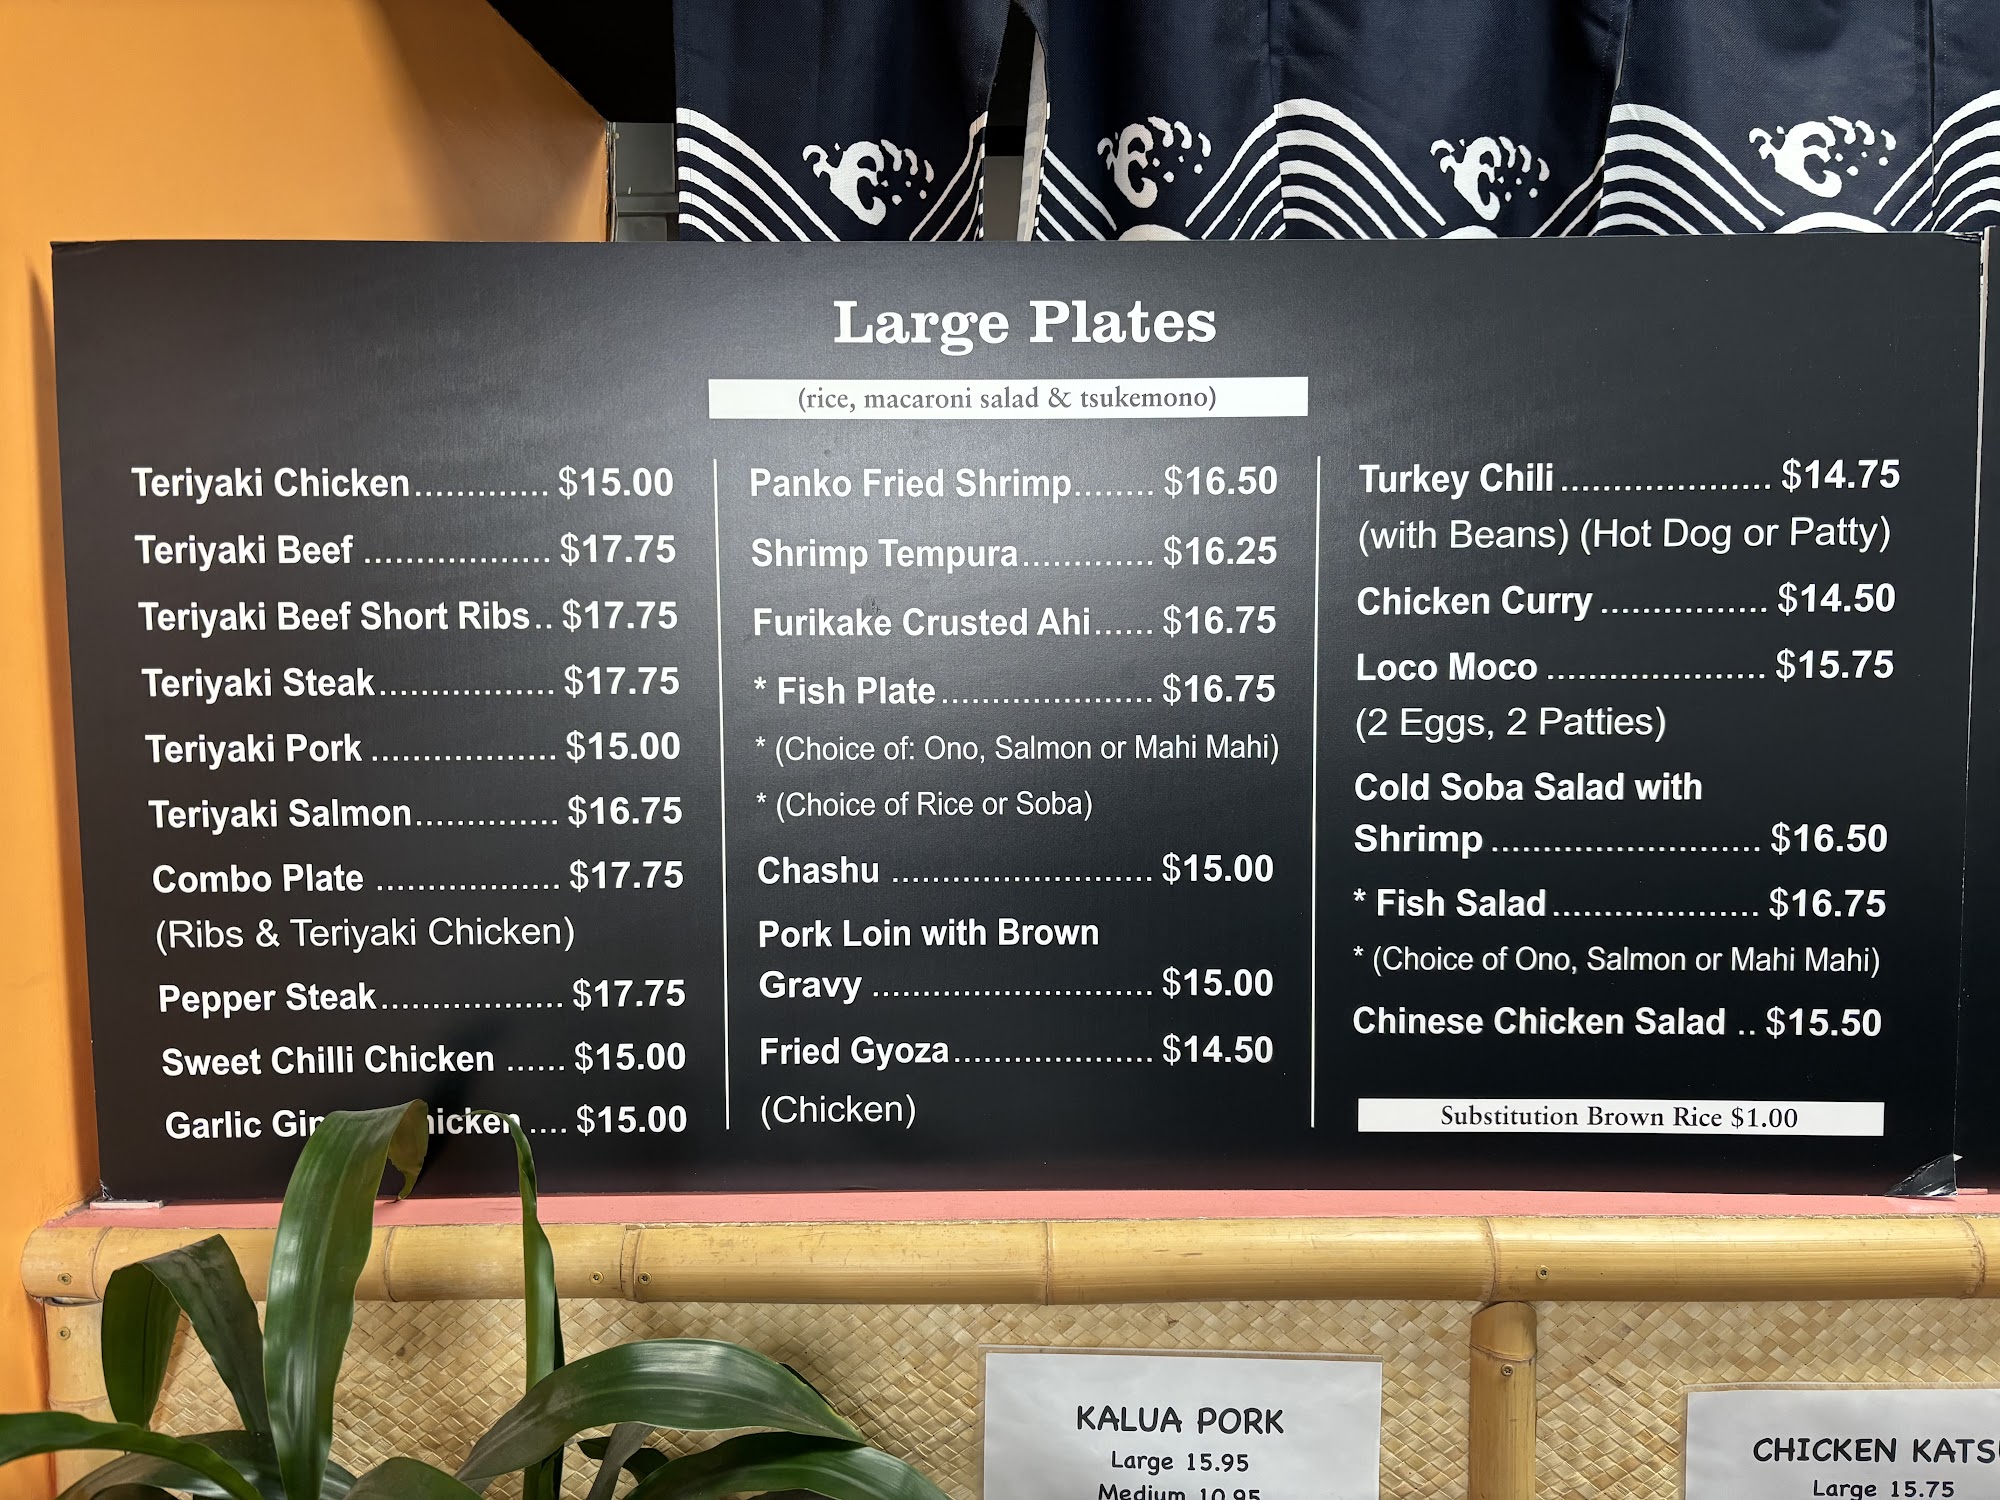 Large Plates
(rice, macaroni salad & tsukemono)
Teriyaki Chicken............. $15.00
Teriyaki Beef .................. $17.75
Teriyaki Beef Short Ribs.. $17.75
Teriyaki Steak................. $17.75
Teriyaki Pork .................. $15.00
Teriyaki Salmon.............. $16.75
Combo Plate .................. $17.75
(Ribs & Teriyaki Chicken)
Pepper Steak.................. $17.75
Sweet Chilli Chicken ...... $15.00
Garlic .... $15.00
Panko Fried Shrimp........ $16.50
Shrimp Tempura............. $16.25
Furikake Crusted Ahi...... $16.75
* Fish Plate..................... $16.75
* (Choice of: Ono, Salmon or Mahi Mahi)
* (Choice of Rice or Soba)
Chashu .......................... $15.00
Pork Loin with Brown
Gravy ............................ $15.00
Fried Gyoza.................... $14.50
(Chicken)
Turkey Chili .................... $14.75
(with Beans) (Hot Dog or Patty)
Chicken Curry ................ $14.50
Loco Moco ..................... $15.75
(2 Eggs, 2 Patties)
Cold Soba Salad with
Shrimp .......................... $16.50
* Fish Salad.................... $16.75
* (Choice of Ono, Salmon or Mahi Mahi)
Chinese Chicken Salad .. $15.50
Substitution Brown Rice $1.00
KALUA PORK
Large 15.95
Medium 10.95
CHICKEN
Large 15.75